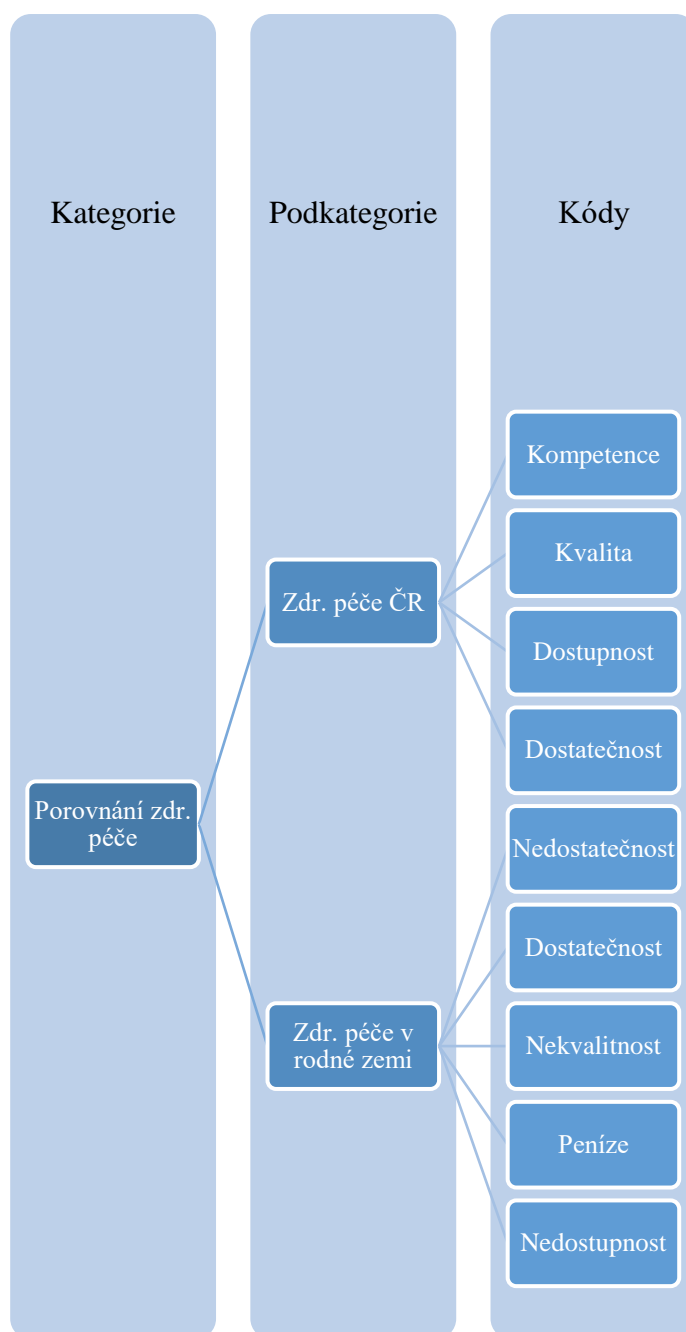 Kategorie
Podkategorie
Kódy
Porovnání zdr.
péče
Zdr. péče ČR
Kompetence
Kvalita
Dostupnost
Dostatečnost
Zdr. péče v
rodné zemi
Nedostatečnost
Dostatečnost
Nekvalitnost
Peníze
Nedostupnost